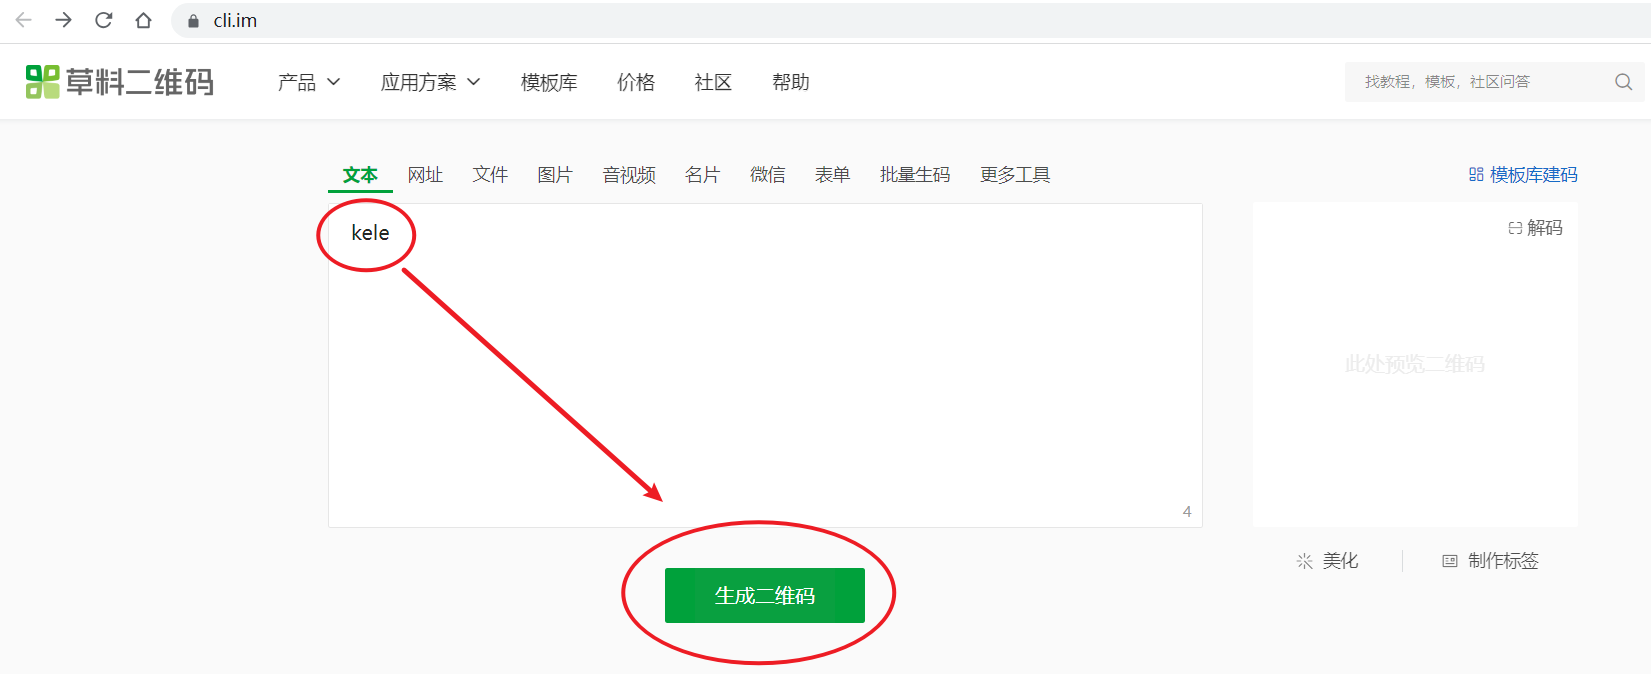 cli.im
草料二维码 产品 应用方案 模板库 价格 社区 帮助 找教程，模板，社区问答
文本 网址 文件 图片 音视频 名片 微信 表单 批量生码 更多工具 模板库建码
kele
解码
此处预览二维码
4
美化 制作标签
生成二维码